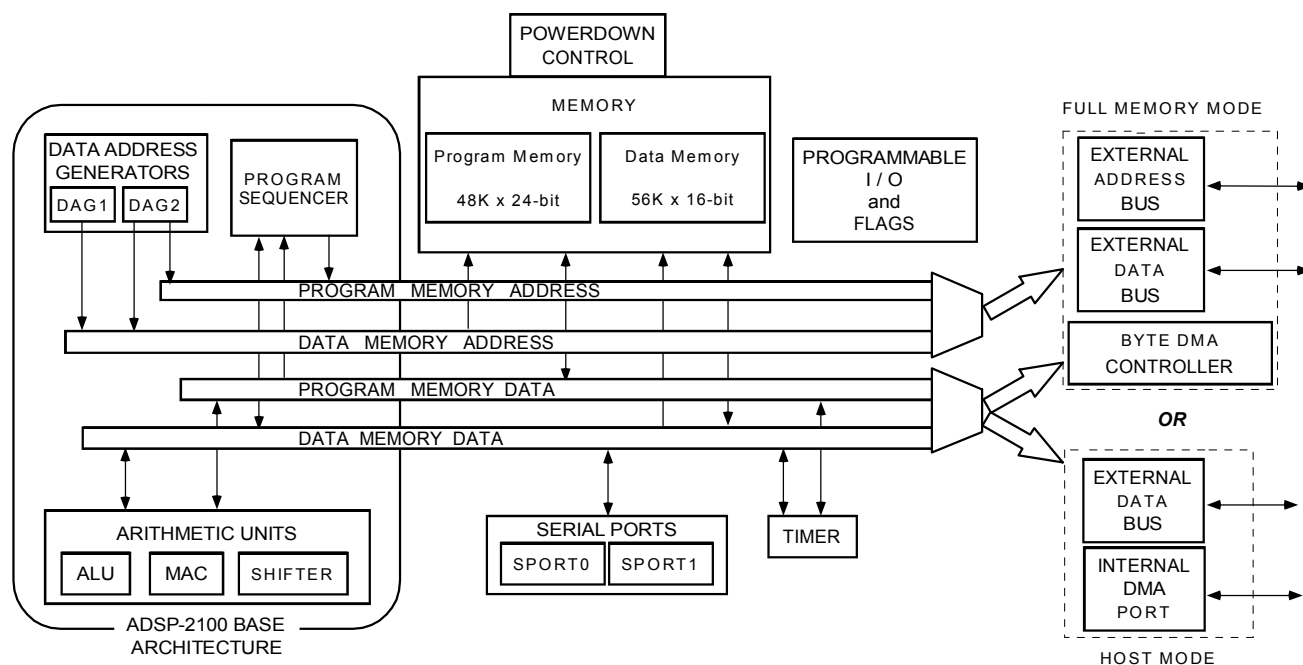 POWERDOWN
CONTROL
MEMORY
Program Memory
48K x 24-bit
Data Memory
56K x 16-bit
DATA ADDRESS
GENERATORS
DAG1
DAG2
PROGRAM
SEQUENCER
PROGRAMMABLE
I / O
and
FLAGS
FULL MEMORY MODE
EXTERNAL
ADDRESS
BUS
EXTERNAL
DATA
BUS
BYTE DMA
CONTROLLER
PROGRAM MEMORY ADDRESS
DATA MEMORY ADDRESS
PROGRAM MEMORY DATA
DATA MEMORY DATA
OR
EXTERNAL
DATA
BUS
INTERNAL
DMA
PORT
HOST MODE
ARITHMETIC UNITS
ALU
MAC
SHIFTER
SERIAL PORTS
SPORT0
SPORT1
TIMER
ADSP-2100 BASE
ARCHITECTURE